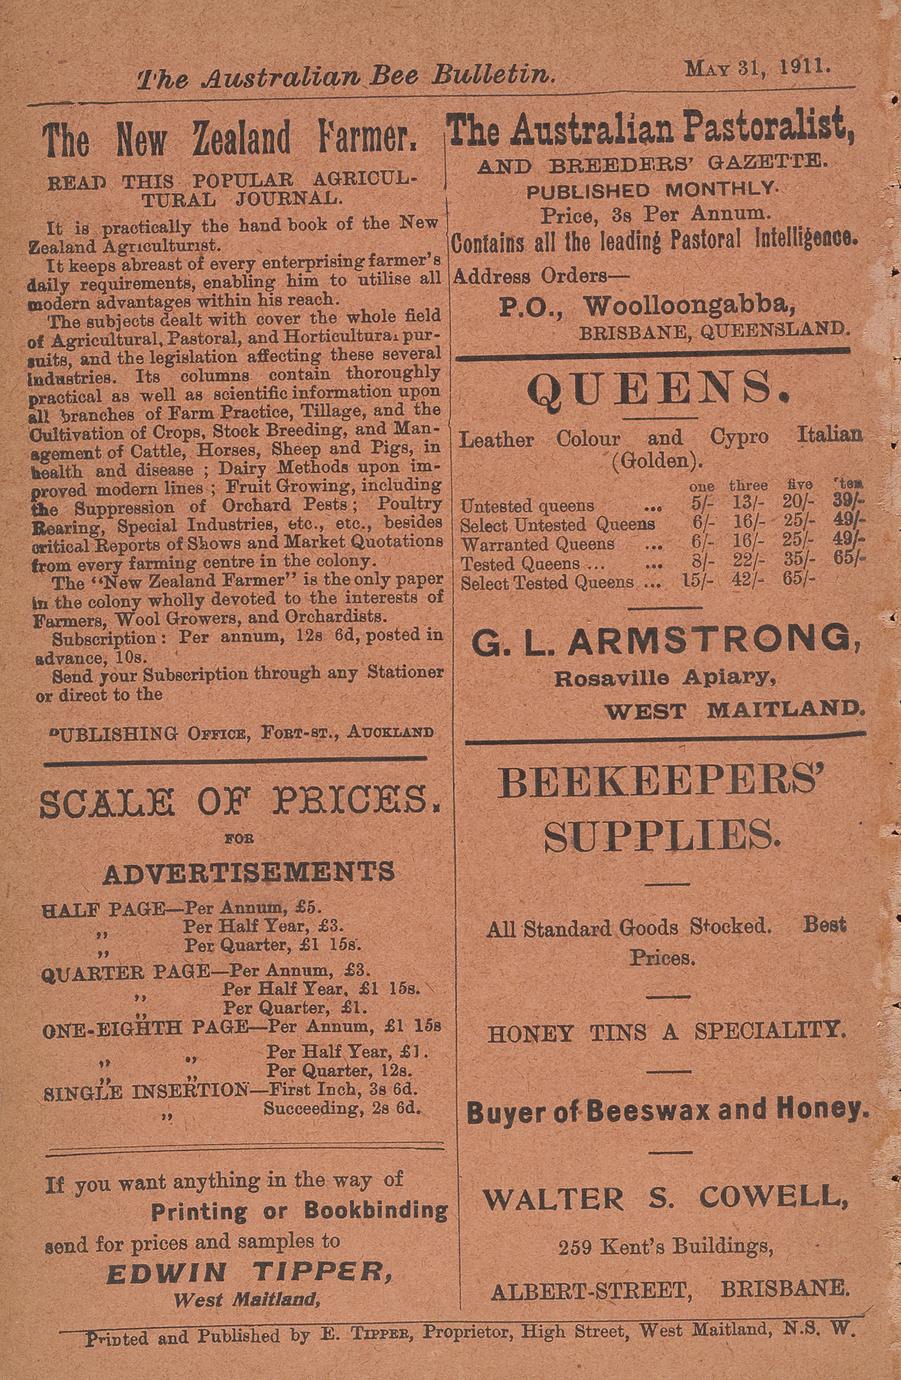 The Australian Bee Bulletin. MAY 31, 1911.
The New Zealand Farmer.
READ THIS POPULAR AGRICUL-
TURAL JOURNAL.
It is practically the hand book of the New
Zealand Agriculturist.
It keeps abreast of every enterprising farmer's
daily requirements, enabling him to utilise all
modern advantages within his reach.
The subjects dealt with cover the whole field
of Agricultural, Pastoral, and Horticultural pur-
suits, and the legislation affecting these several
industries. Its columns contain thoroughly
practical as well as scientific information upon
all branches of Farm Practice, Tillage, and the
Cultivation of Crops, Stock Breeding, and Man-
agement of Cattle, Horses, Sheep and Pigs, in
health and disease ; Dairy Methods upon im-
proved modern lines ; Fruit Growing, including
the Suppression of Orchard Pests ; Poultry
Rearing, Special Industries, etc., etc., besides
critical Reports of Shows and Market Quotations
from every farming centre in the colony.
The "New Zealand Farmer" is the only paper
in the colony wholly devoted to the interests of
Farmers, Wool Growers, and Orchardists.
Subscription : Per annum, 12s 6d, posted in
advance, 10s.
Send your Subscription through any Stationer
or direct to the
PUBLISHING OFFICE, FORT-ST., AUCKLAND
SCALE OF PRICES.
FOR
ADVERTISEMENTS
HALF PAGE—Per Annum, £5.
,, Per Half Year, £3.
,, Per Quarter, £1 15s.
QUARTER PAGE—Per Annum, £3.
,, Per Half Year, £1 15s.
,, Per Quarter, £1.
ONE-EIGHTH PAGE—Per Annum, £1 15s
,, ,, Per Half Year, £1.
,, ,, Per Quarter, 12s.
SINGLE INSERTION—First Inch, 3s 6d.
,, Succeeding, 2s 6d.
If you want anything in the way of
Printing or Bookbinding
send for prices and samples to
EDWIN TIPPER,
West Maitland,
The Australian Pastoralist,
AND BREEDERS' GAZETTE.
PUBLISHED MONTHLY.
Price, 3s Per Annum.
Contains all the leading Pastoral Intelligence.
Address Orders—
P.O., Woolloongabba,
BRISBANE, QUEENSLAND.
QUEENS.
Leather Colour and Cypro Italian
(Golden).
one three five ten
Untested queens ... 5/- 13/- 20/- 39/-
Select Untested Queens 6/- 16/- 25/- 49/-
Warranted Queens ... 6/- 16/- 25/- 49/-
Tested Queens ... ... 8/- 22/- 35/- 65/-
Select Tested Queens ... 15/- 42/- 65/-
G. L. ARMSTRONG,
Rosaville Apiary,
WEST MAITLAND.
BEEKEEPERS'
SUPPLIES.
All Standard Goods Stocked. Best
Prices.
HONEY TINS A SPECIALITY.
Buyer of Beeswax and Honey.
WALTER S. COWELL,
259 Kent's Buildings,
ALBERT-STREET, BRISBANE.
Printed and Published by E. TIPPER, Proprietor, High Street, West Maitland, N.S. W.